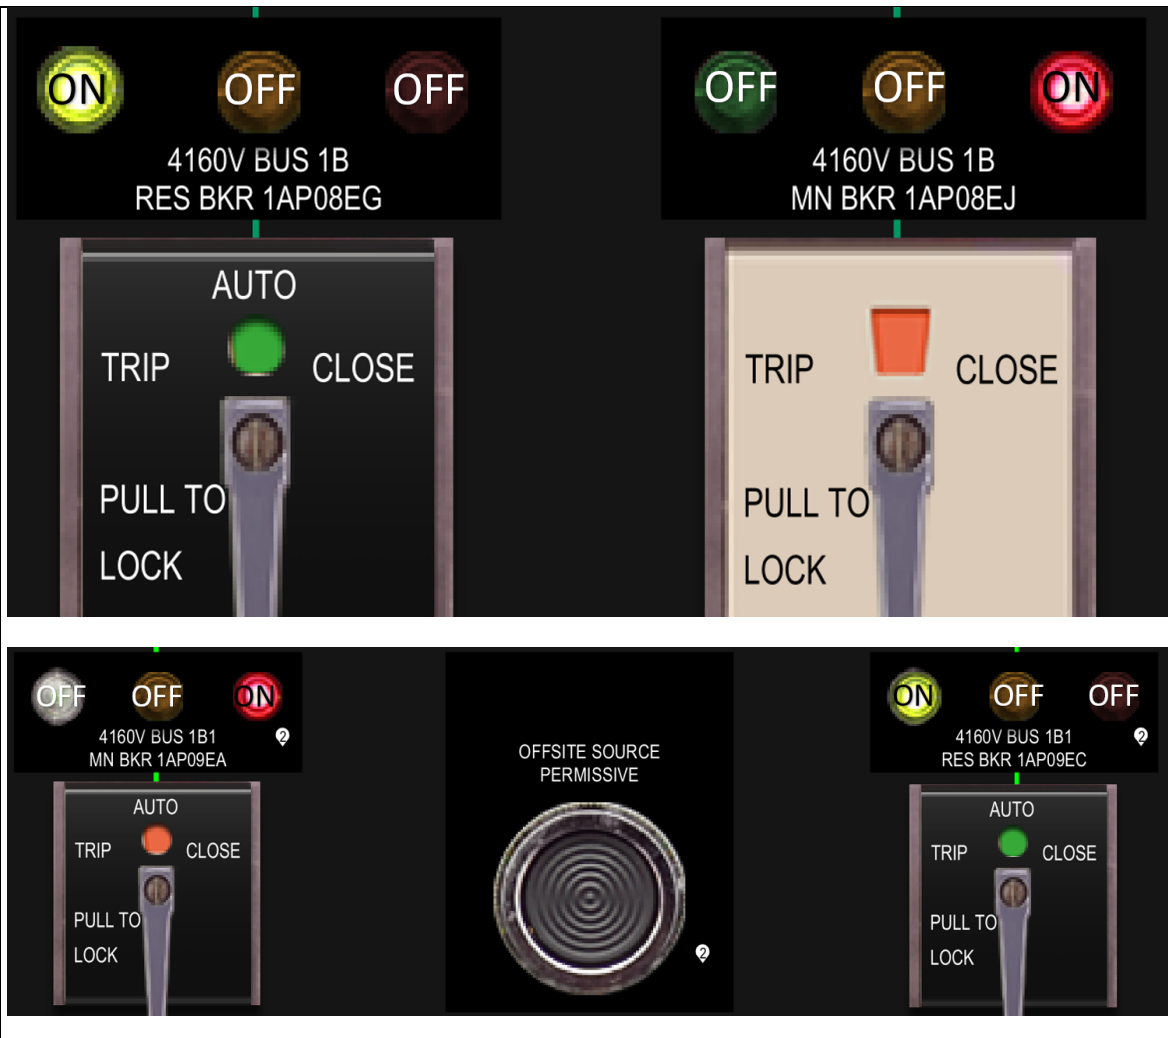 ON OFF OFF
4160V BUS 1B
RES BKR 1AP08EG
AUTO
TRIP CLOSE
PULL TO
LOCK
OFF OFF ON
4160V BUS 1B
MN BKR 1AP08EJ
TRIP CLOSE
PULL TO
LOCK
OFF OFF ON
4160V BUS 1B1
MN BKR 1AP09EA
2
AUTO
TRIP CLOSE
PULL TO
LOCK
OFFSITE SOURCE
PERMISSIVE
2
ON OFF OFF
4160V BUS 1B1
RES BKR 1AP09EC
2
AUTO
TRIP CLOSE
PULL TO
LOCK